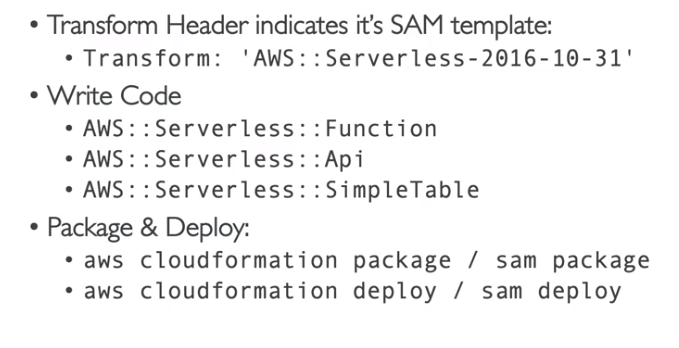 • Transform Header indicates it’s SAM template:
• Transform: 'AWS::Serverless-2016-10-31'
• Write Code
• AWS::Serverless::Function
• AWS::Serverless::Api
• AWS::Serverless::SimpleTable
• Package & Deploy:
• aws cloudformation package / sam package
• aws cloudformation deploy / sam deploy